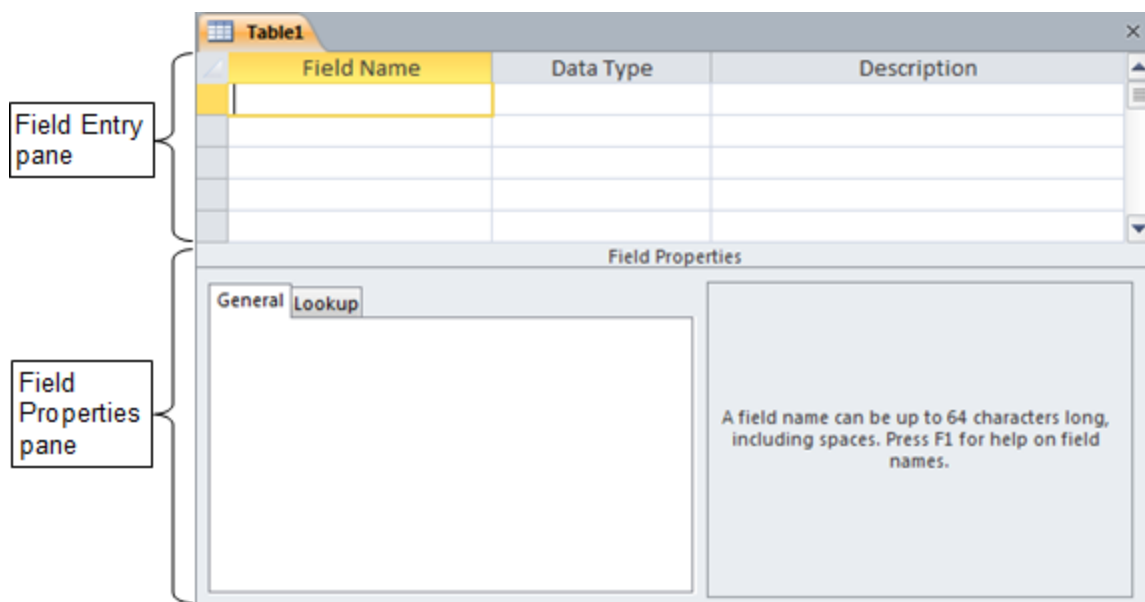 Table1
Field Name Data Type Description
Field Entry
pane
Field Properties
General Lookup
Field
Properties
pane
A field name can be up to 64 characters long,
including spaces. Press F1 for help on field
names.